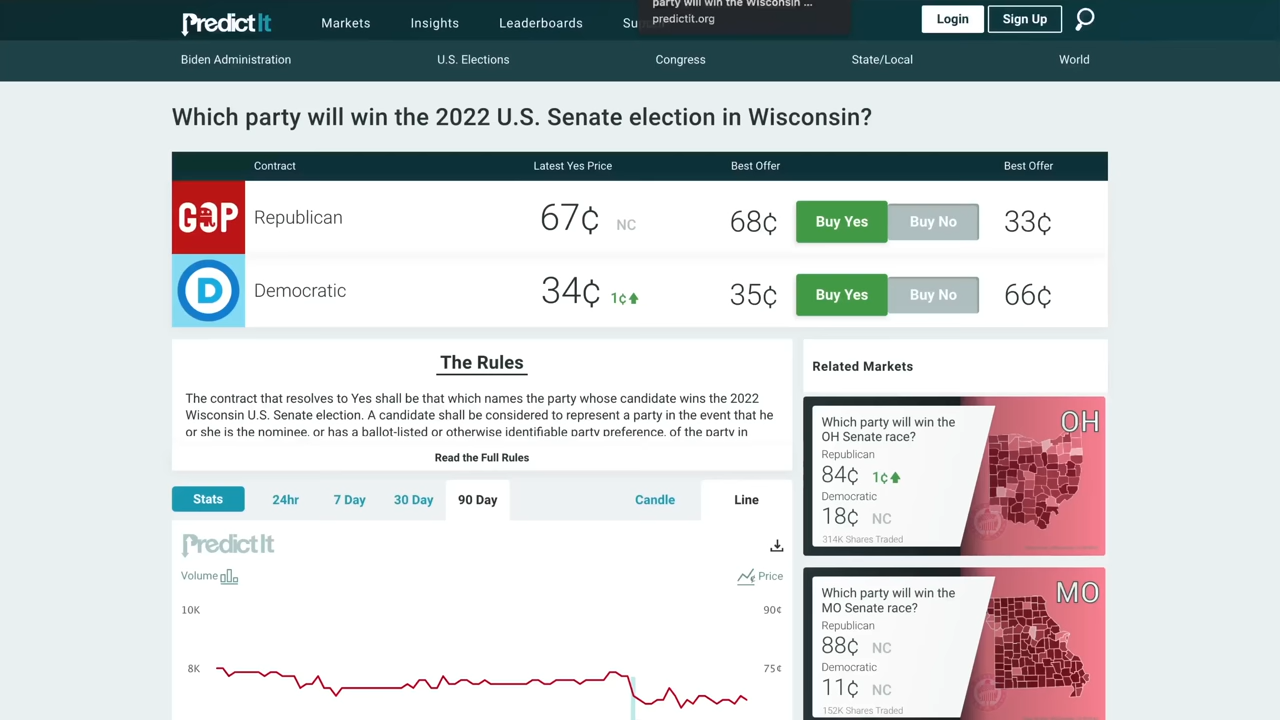 party will win the Wisconsin ...
predictit.org
PredictIt
Markets
Insights
Leaderboards
Login
Sign Up
Biden Administration
U.S. Elections
Congress
State/Local
World
Which party will win the 2022 U.S. Senate election in Wisconsin?
Contract
Latest Yes Price
Best Offer
Best Offer
GOP
Republican
67¢ NC
68¢
Buy Yes
Buy No
33¢
D
Democratic
34¢ 1¢
35¢
Buy Yes
Buy No
66¢
The Rules
The contract that resolves to Yes shall be that which names the party whose candidate wins the 2022
Wisconsin U.S. Senate election. A candidate shall be considered to represent a party in the event that he
or she is the nominee, or has a ballot-listed or otherwise identifiable party preference, of the party in
Read the Full Rules
Stats
24hr
7 Day
30 Day
90 Day
Candle
Line
PredictIt
Volume
Price
10K
90¢
8K
75¢
Related Markets
Which party will win the
OH Senate race?
Republican
84¢ 1¢
Democratic
18¢ NC
314K Shares Traded
OH
Which party will win the
MO Senate race?
Republican
88¢ NC
Democratic
11¢ NC
152K Shares Traded
MO